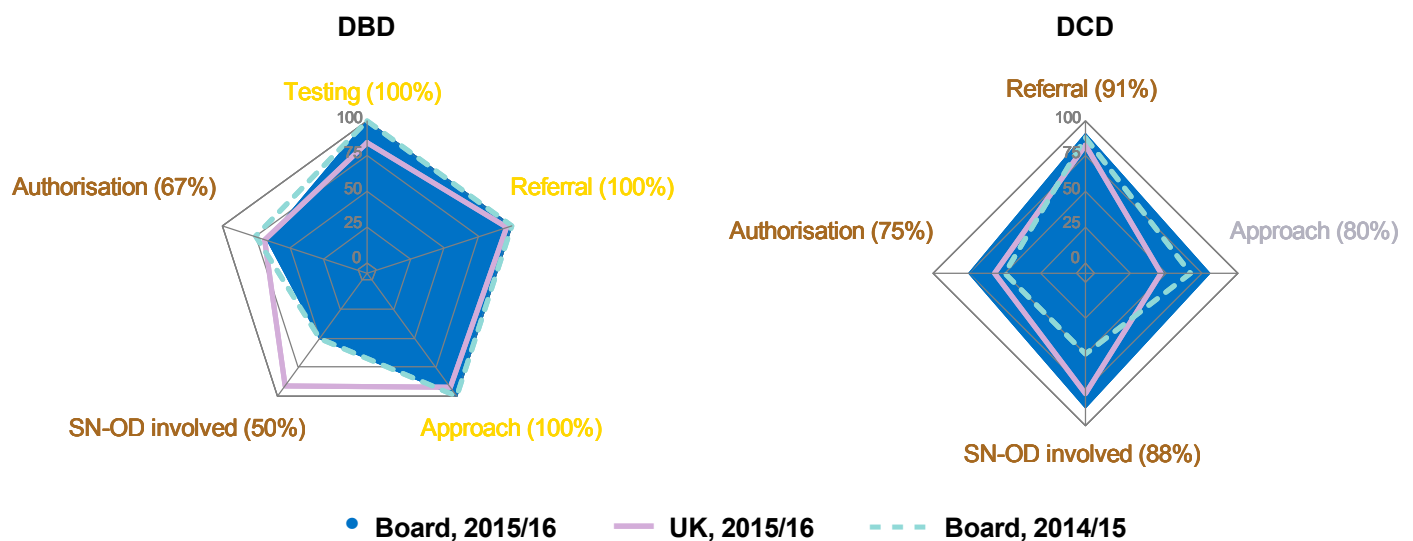 DBD
Testing (100%)
100
75
50
25
0
Authorisation (67%)
Referral (100%)
SN-OD involved (50%)
Approach (100%)
DCD
Referral (91%)
100
75
50
25
0
Authorisation (75%)
Approach (80%)
SN-OD involved (88%)
Board, 2015/16
UK, 2015/16
Board, 2014/15